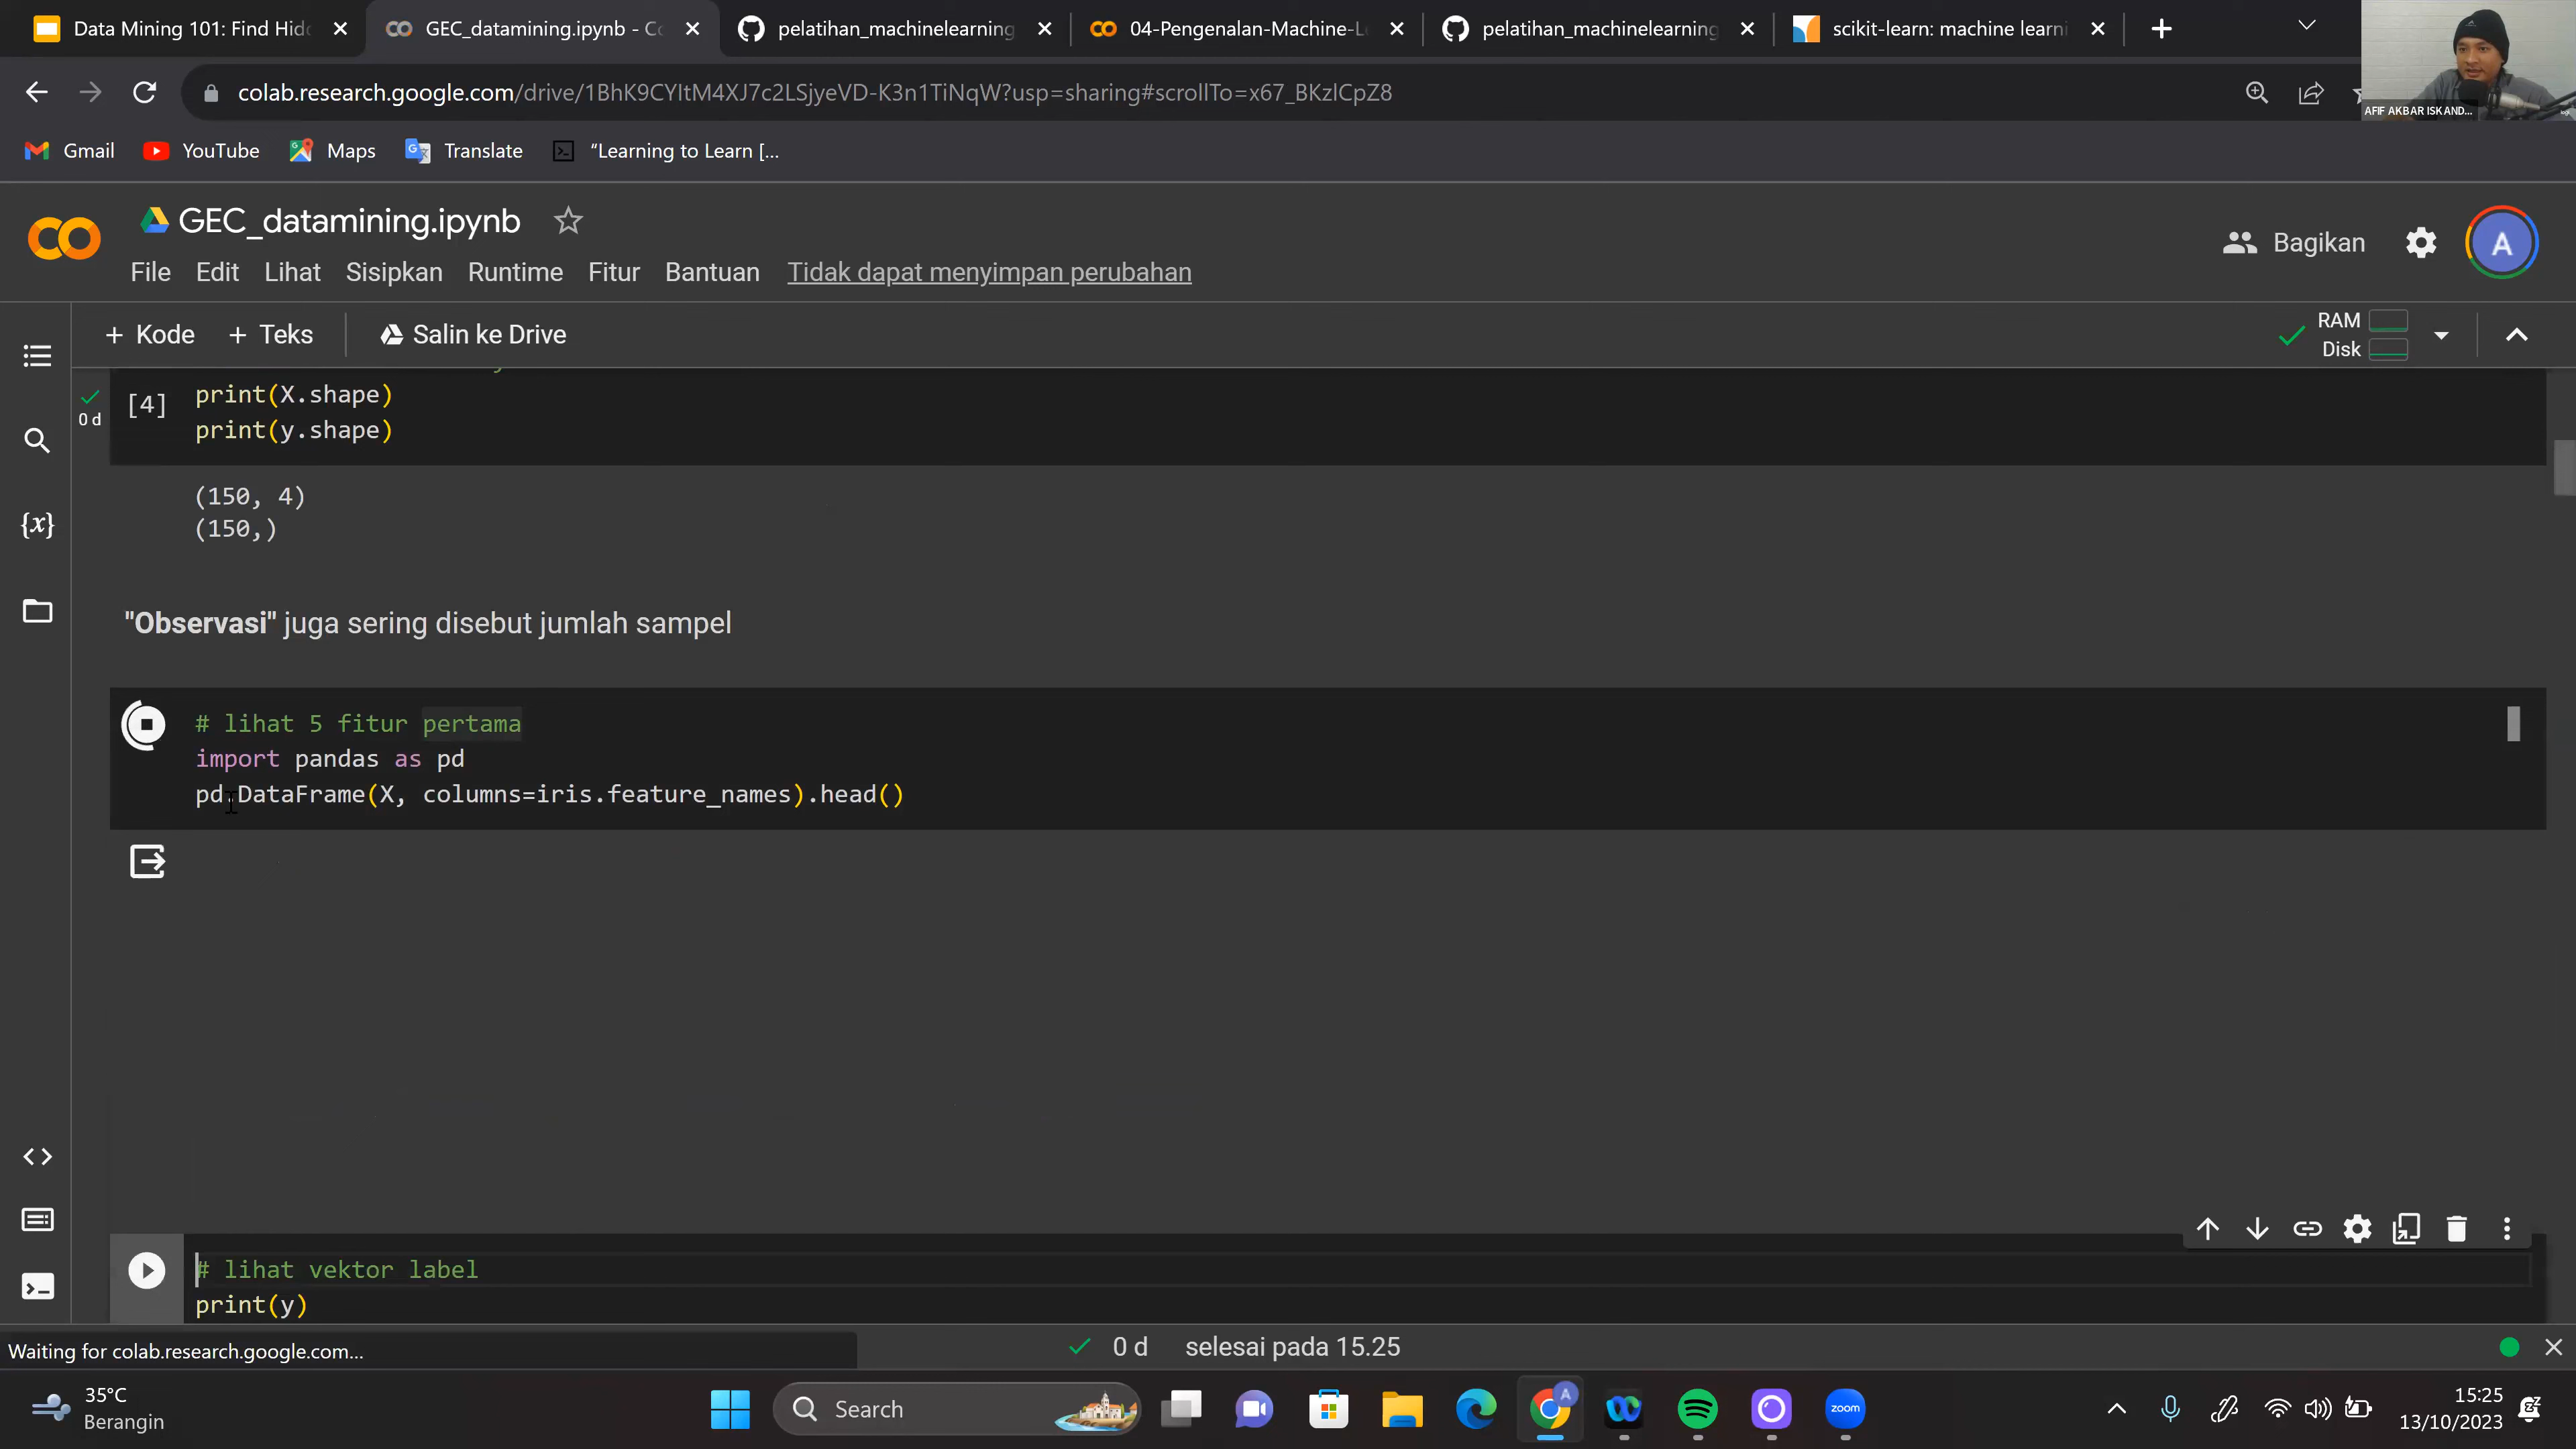 Data Mining 101: Find Hid
GEC_datamining.ipynb - Co
pelatihan_machinelearning
04-Pengenalan-Machine-Le
pelatihan_machinelearning
scikit-learn: machine learni
colab.research.google.com/drive/1BhK9CYItM4XJ7c2LSjyeVD-K3n1TiNqW?usp=sharing#scrollTo=x67_BKzlCpZ8
AFIF AKBAR ISKAND...
Gmail
YouTube
Maps
Translate
“Learning to Learn [...
GEC_datamining.ipynb
Bagikan
A
File Edit Lihat Sisipkan Runtime Fitur Bantuan Tidak dapat menyimpan perubahan
+ Kode + Teks Salin ke Drive
RAM
Disk
[4]
0 d
print(X.shape)
print(y.shape)
(150, 4)
(150,)
"Observasi" juga sering disebut jumlah sampel
# lihat 5 fitur pertama
import pandas as pd
pd.DataFrame(X, columns=iris.feature_names).head()
# lihat vektor label
print(y)
Waiting for colab.research.google.com...
0 d selesai pada 15.25
35°C
Berangin
Search
A
zoom
15:25
13/10/2023